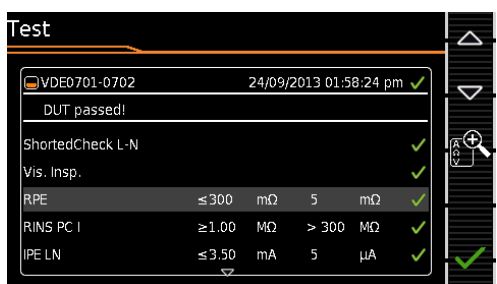 Test
VDE0701-0702 24/09/2013 01:58:24 pm
DUT passed!
ShortedCheck L-N
Vis. Insp.
RPE ≤300 mΩ 5 mΩ
RINS PC I ≥1.00 MΩ > 300 MΩ
IPE LN ≤3.50 mA 5 µA